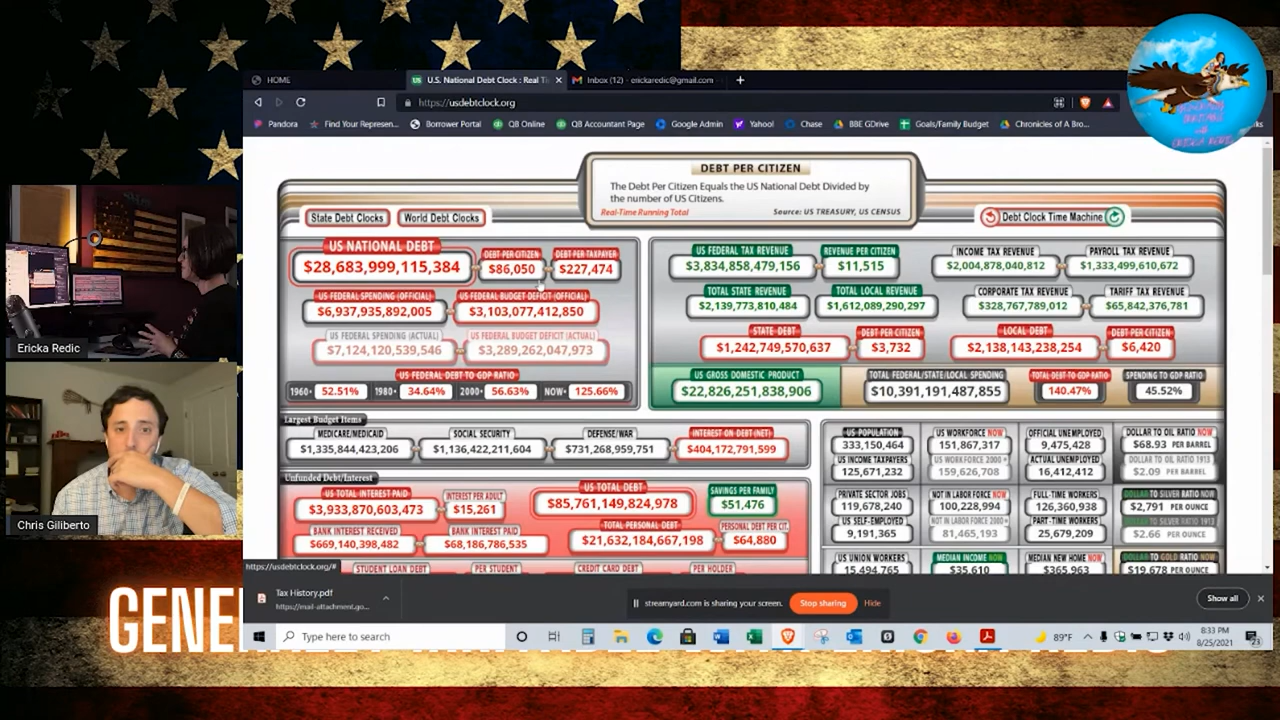 HOME
U.S. National Debt Clock : Real Ti
Inbox (12) - erickaredic@gmail.com
https://usdebtclock.org
Pandora
Find Your Represen...
Borrower Portal
QB Online
QB Accountant Page
Google Admin
Yahoo!
Chase
BBE GDrive
Goals/Family Budget
Chronicles of A Bro...
DEBT PER CITIZEN
The Debt Per Citizen Equals the US National Debt Divided by
the number of US Citizens.
Real-Time Running Total
Source: US TREASURY, US CENSUS
State Debt Clocks
World Debt Clocks
Debt Clock Time Machine
US NATIONAL DEBT
$28,683,999,115,384
DEBT PER CITIZEN
$86,050
DEBT PER TAXPAYER
$227,474
US FEDERAL SPENDING (OFFICIAL)
$6,937,935,892,005
US FEDERAL BUDGET DEFICIT (OFFICIAL)
$3,103,077,412,850
US FEDERAL SPENDING (ACTUAL)
$7,124,120,539,546
US FEDERAL BUDGET DEFICIT (ACTUAL)
$3,289,262,047,973
US FEDERAL DEBT TO GDP RATIO
1960• 52.51% 1980• 34.64% 2000• 56.63% NOW• 125.66%
US FEDERAL TAX REVENUE
$3,834,858,479,156
REVENUE PER CITIZEN
$11,515
INCOME TAX REVENUE
$2,004,878,040,812
PAYROLL TAX REVENUE
$1,333,499,610,672
TOTAL STATE REVENUE
$2,139,773,810,484
TOTAL LOCAL REVENUE
$1,612,089,290,297
CORPORATE TAX REVENUE
$328,767,789,012
TARIFF TAX REVENUE
$65,842,376,781
STATE DEBT
$1,242,749,570,637
DEBT PER CITIZEN
$3,732
LOCAL DEBT
$2,138,143,238,254
DEBT PER CITIZEN
$6,420
US GROSS DOMESTIC PRODUCT
$22,826,251,838,906
TOTAL FEDERAL/STATE/LOCAL SPENDING
$10,391,191,487,855
TOTAL DEBT TO GDP RATIO
140.47%
SPENDING TO GDP RATIO
45.52%
Largest Budget Items
MEDICARE/MEDICAID
$1,335,844,423,206
SOCIAL SECURITY
$1,136,422,211,604
DEFENSE/WAR
$731,268,959,751
INTEREST ON DEBT (NET)
$404,172,791,599
Unfunded Debt/Interest
US TOTAL INTEREST PAID
$3,933,870,603,473
INTEREST PER ADULT
$15,261
US TOTAL DEBT
$85,761,149,824,978
SAVINGS PER FAMILY
$51,476
BANK INTEREST RECEIVED
$669,140,398,482
BANK INTEREST PAID
$68,186,786,535
TOTAL PERSONAL DEBT
$21,632,184,667,198
PERSONAL DEBT PER CIT.
$64,880
STUDENT LOAN DEBT
PER STUDENT
CREDIT CARD DEBT
PER HOLDER
US POPULATION
333,150,464
US WORKFORCE NOW
151,867,317
OFFICIAL UNEMPLOYED
9,475,428
DOLLAR TO OIL RATIO NOW
$68.93 PER BARREL
US INCOME TAXPAYERS
125,671,232
US WORKFORCE 2000
159,626,708
ACTUAL UNEMPLOYED
16,412,412
DOLLAR TO OIL RATIO 1913
$2.09 PER BARREL
PRIVATE SECTOR JOBS
119,678,240
NOT IN LABOR FORCE NOW
100,228,994
FULL-TIME WORKERS
126,360,938
DOLLAR TO SILVER RATIO NOW
$2,791 PER OUNCE
US SELF-EMPLOYED
9,191,365
NOT IN LABOR FORCE 2000
81,465,193
PART-TIME WORKERS
25,679,209
DOLLAR TO SILVER RATIO 1913
$2.66 PER OUNCE
US UNION WORKERS
15,494,765
MEDIAN INCOME NOW
$35,610
MEDIAN NEW HOME NOW
$365,963
DOLLAR TO GOLD RATIO NOW
$19,678 PER OUNCE
Ericka Redic
Chris Giliberto
https://usdebtclock.org/#
Tax History.pdf
https://mail-attachment.go...
streamyard.com is sharing your screen.
Stop sharing
Hide
Show all
Type here to search
89°F
8:33 PM
8/25/2021
23
GENE